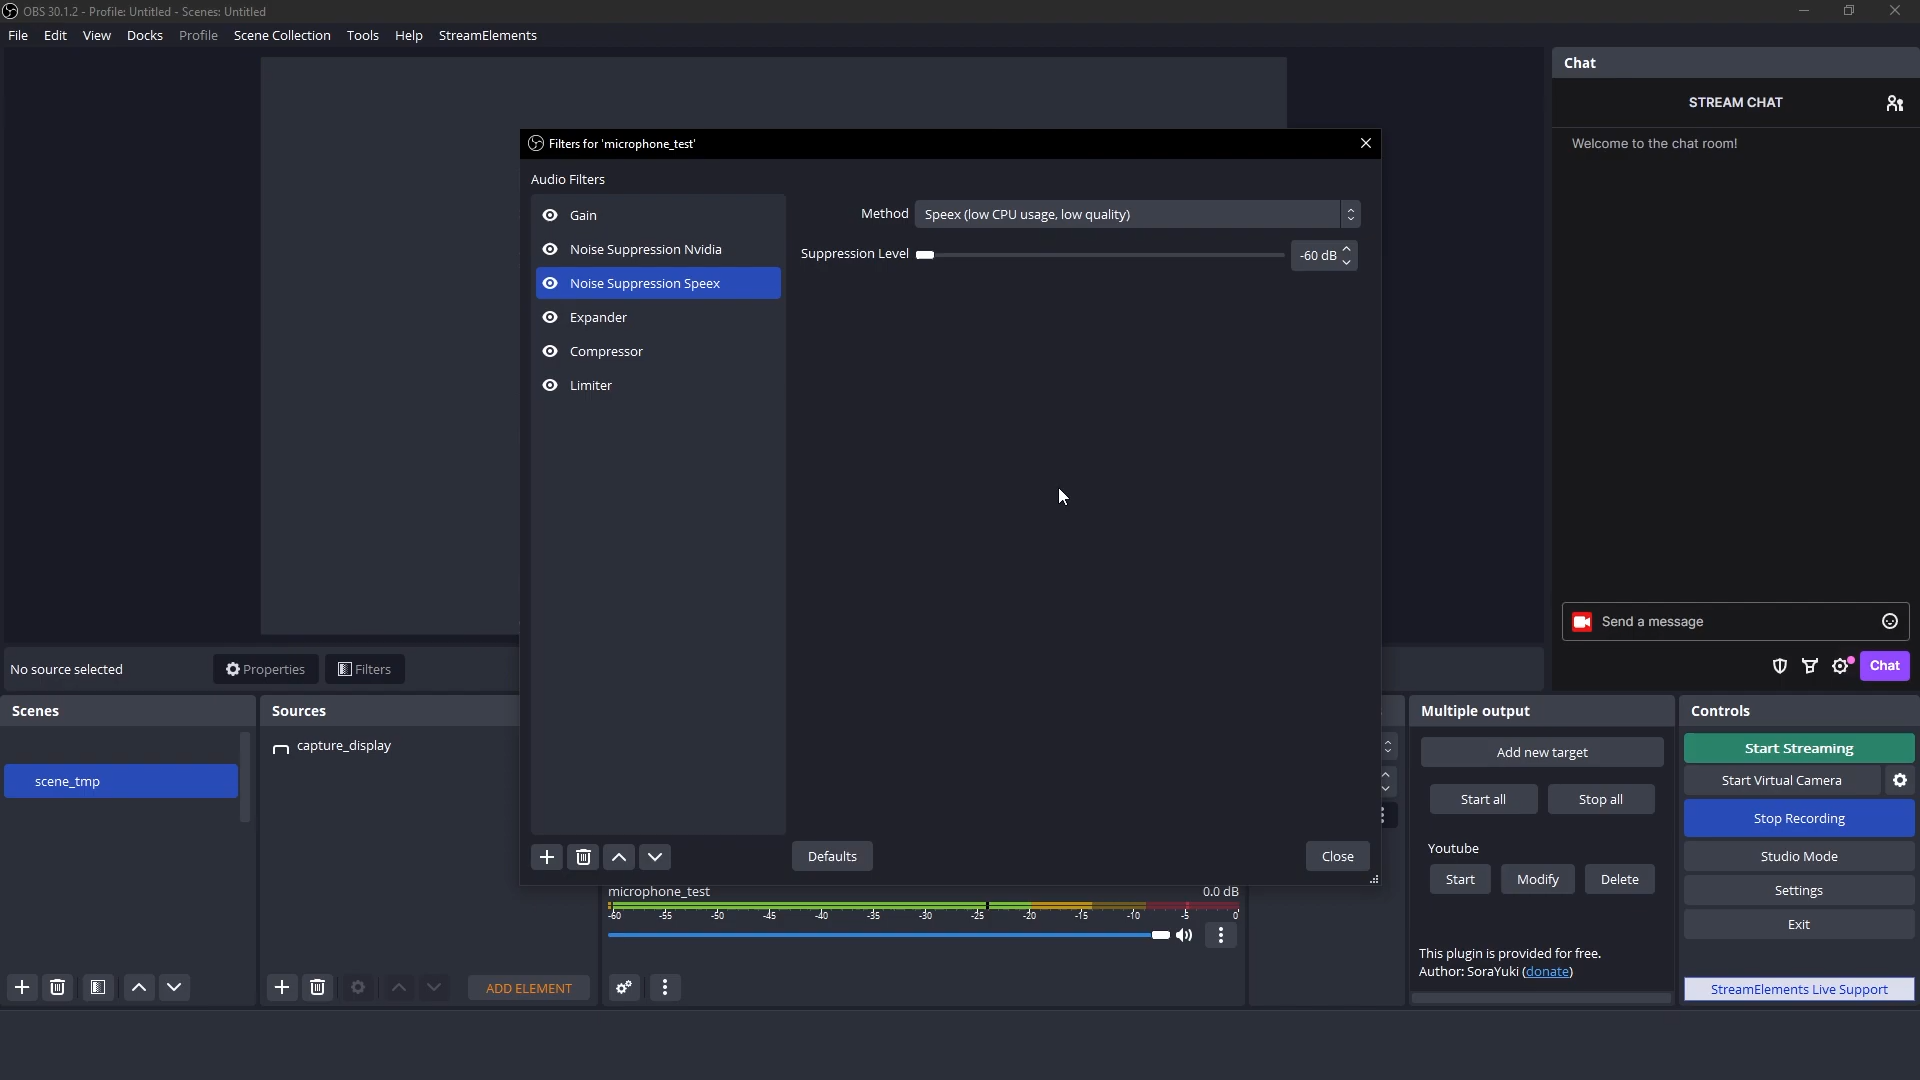 OBS 30.1.2 - Profile: Untitled - Scenes: Untitled
File Edit View Docks Profile Scene Collection Tools Help StreamElements
Chat
STREAM CHAT
Welcome to the chat room!
Filters for 'microphone_test'
Audio Filters
Gain
Noise Suppression Nvidia
Noise Suppression Speex
Expander
Compressor
Limiter
Method Speex (low CPU usage, low quality)
Suppression Level -60 dB
Defaults
Close
Send a message
Chat
No source selected
Properties
Filters
Scenes
scene_tmp
Sources
capture_display
ADD ELEMENT
microphone_test 0.0 dB
-60 -55 -50 -45 -40 -35 -30 -25 -20 -15 -10 -5 0
Multiple output
Add new target
Start all Stop all
Youtube
Start Modify Delete
This plugin is provided for free.
Author: SoraYuki (donate)
Controls
Start Streaming
Start Virtual Camera
Stop Recording
Studio Mode
Settings
Exit
StreamElements Live Support